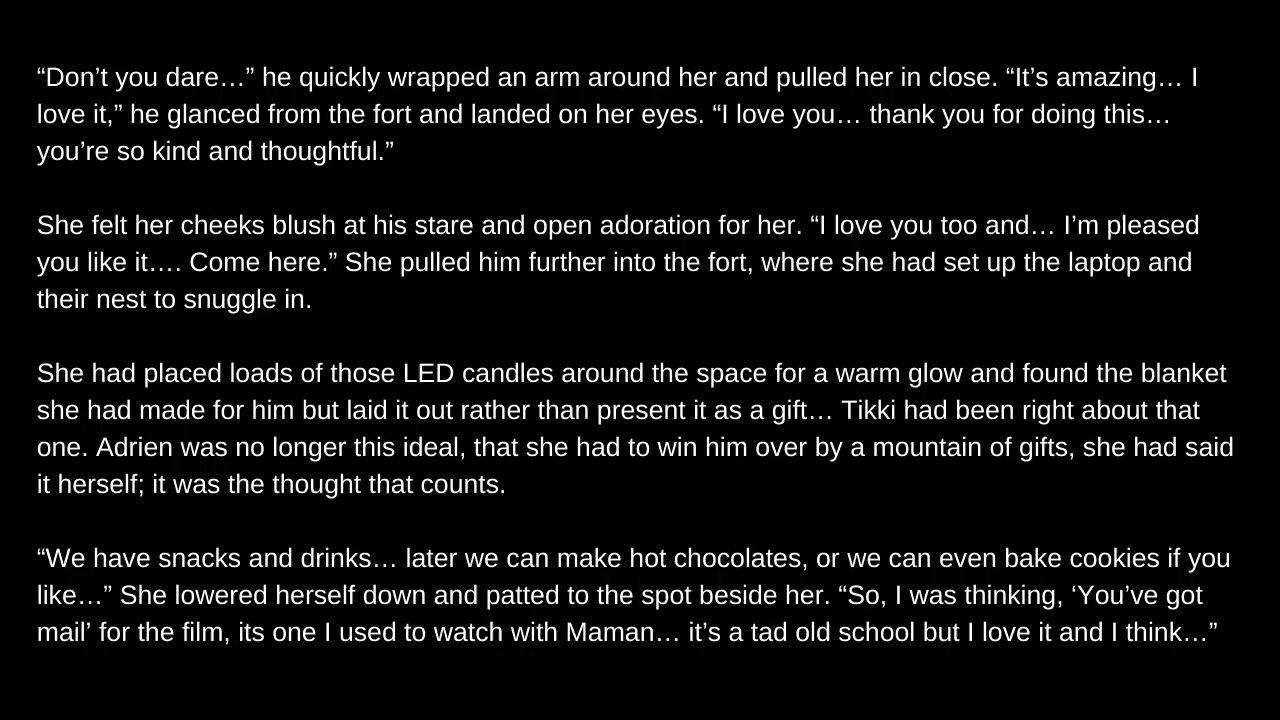 “Don’t you dare…” he quickly wrapped an arm around her and pulled her in close. “It’s amazing… I
love it,” he glanced from the fort and landed on her eyes. “I love you… thank you for doing this…
you’re so kind and thoughtful.”
She felt her cheeks blush at his stare and open adoration for her. “I love you too and… I’m pleased
you like it…. Come here.” She pulled him further into the fort, where she had set up the laptop and
their nest to snuggle in.
She had placed loads of those LED candles around the space for a warm glow and found the blanket
she had made for him but laid it out rather than present it as a gift… Tikki had been right about that
one. Adrien was no longer this ideal, that she had to win him over by a mountain of gifts, she had said
it herself; it was the thought that counts.
“We have snacks and drinks… later we can make hot chocolates, or we can even bake cookies if you
like…” She lowered herself down and patted to the spot beside her. “So, I was thinking, ‘You’ve got
mail’ for the film, its one I used to watch with Maman… it’s a tad old school but I love it and I think…”